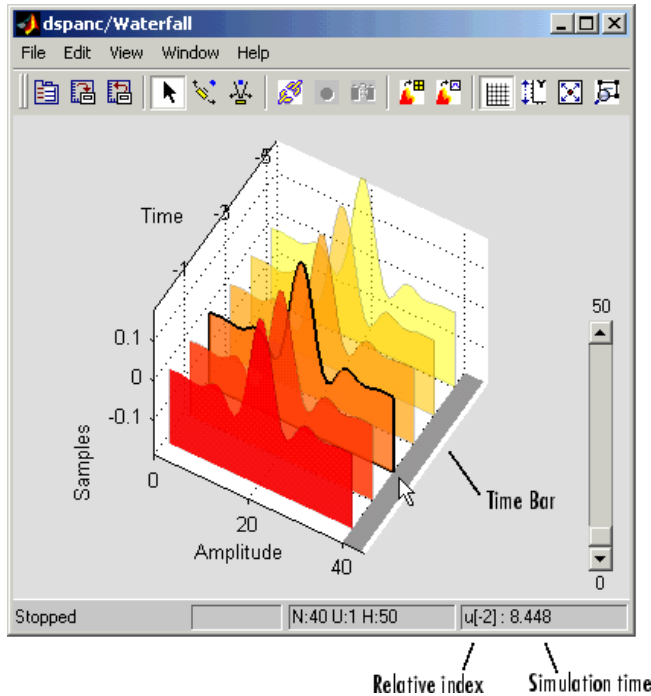 dspanc/Waterfall
File Edit View Window Help
-5
Time
-3
-1
0.1
0
-0.1
Samples
0
20
40
Amplitude
50
0
Time Bar
Stopped
N:40 U:1 H:50
u[-2] : 8.448
Relative index
Simulation time